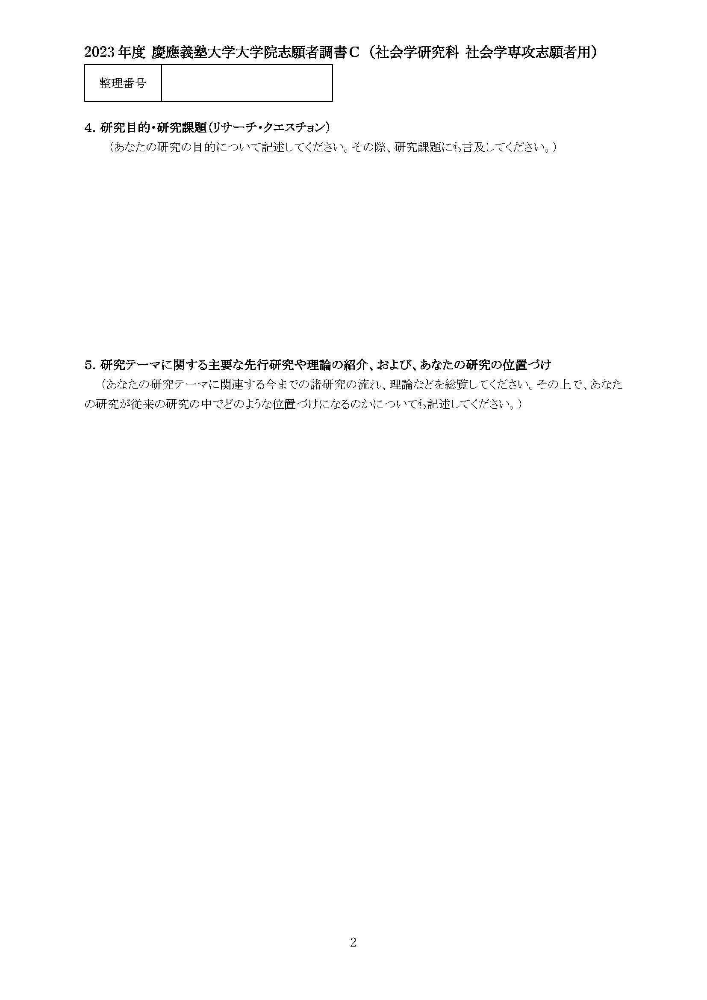 2023 年度 慶應義塾大学大学院志願者調書C（社会学研究科 社会学専攻志願者用）
整理番号
4. 研究目的・研究課題（リサーチ・クエスチョン）
（あなたの研究の目的について記述してください。その際、研究課題にも言及してください。）
5. 研究テーマに関する主要な先行研究や理論の紹介、および、あなたの研究の位置づけ
（あなたの研究テーマに関連する今までの諸研究の流れ、理論などを総覧してください。その上で、あなた
の研究が従来の研究の中でどのような位置づけになるのかについても記述してください。）
2